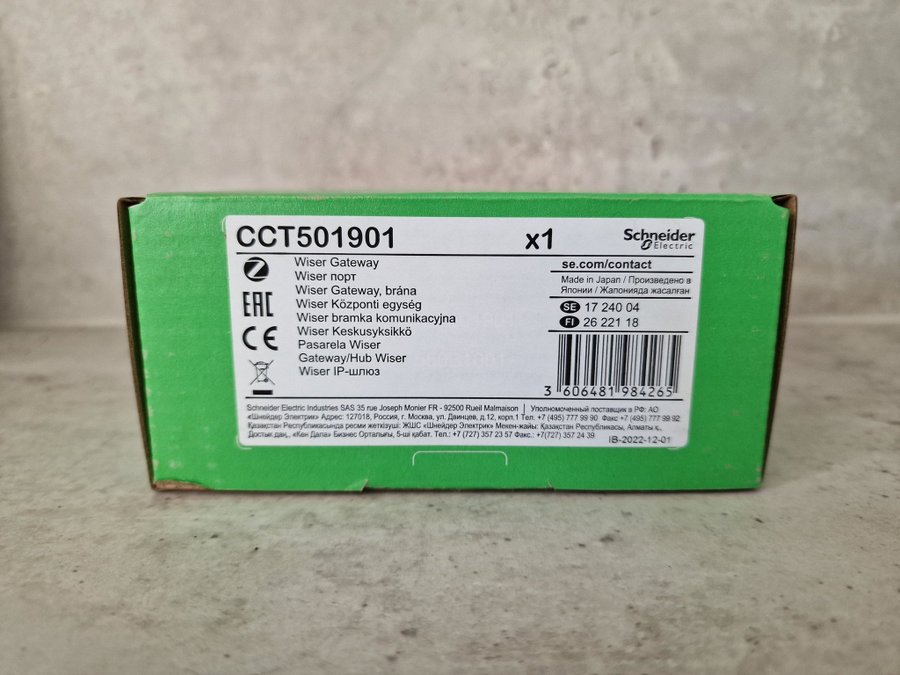 CCT501901 x1 Schneider Electric
Wiser Gateway
Wiser порт
Wiser Gateway, brána
Wiser Központi egység
Wiser bramka komunikacyjna
Wiser Keskusyksikkö
Pasarela Wiser
Gateway/Hub Wiser
Wiser IP-шлюз
EAC
CE
se.com/contact
Made in Japan / Произведено в
Японии / Жапонияда жасалған
SE 17 240 04
FI 26 221 18
3 606481 984265
Schneider Electric Industries SAS 35 rue Joseph Monier FR - 92500 Rueil Malmaison | Уполномоченный поставщик в РФ: АО
«Шнейдер Электрик» Адрес: 127018, Россия, г. Москва, ул. Двинцев, д.12, корп.1 Тел. +7 (495) 777 99 90 Факс. +7 (495) 777 99 92
Қазақстан Республикасында ресми жеткізуші: ЖШС «Шнейдер Электрик» Мекен-жайы: Қазақстан Республикасы, Алматы қ.,
Достық даң., «Кен Дала» Бизнес Орталығы, 5-ші қабат. Тел.: +7 (727) 357 23 57 Факс.: +7(727) 357 24 39
IB-2022-12-01